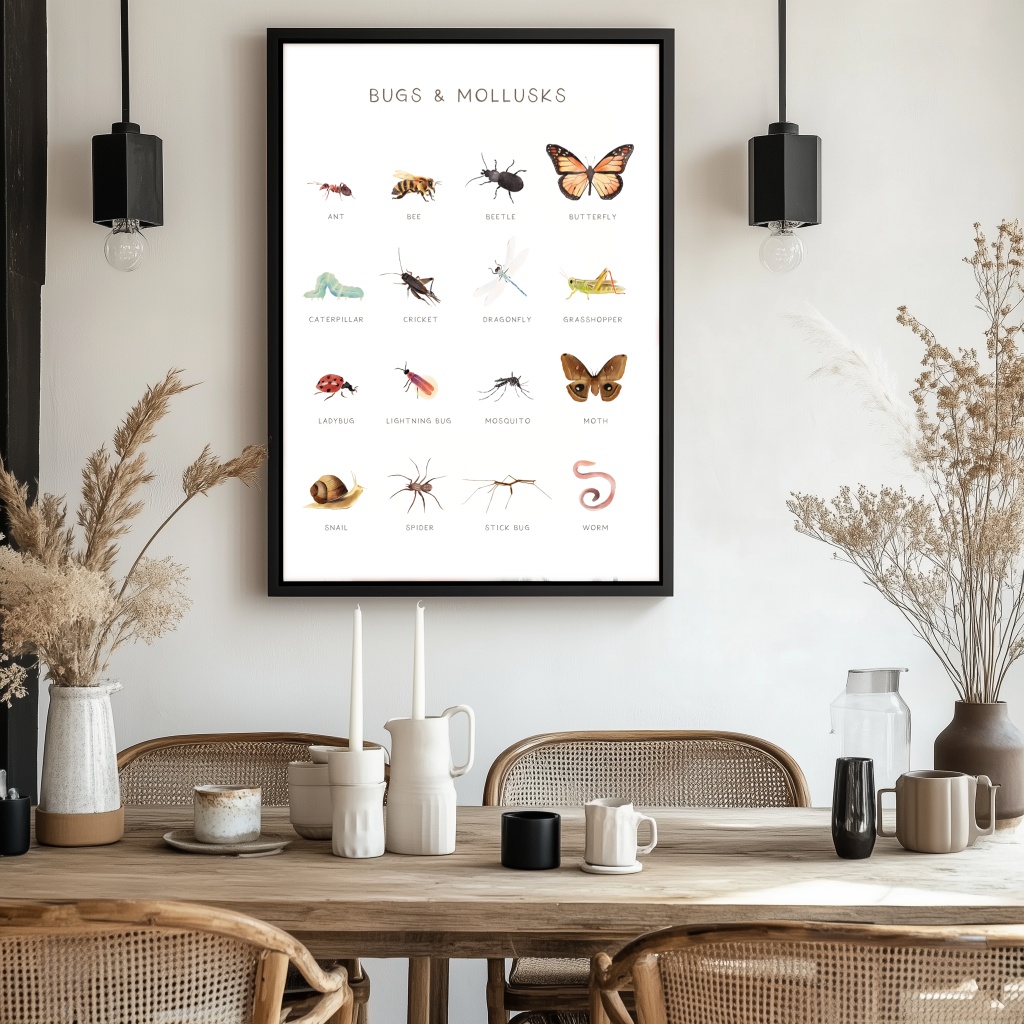 BUGS & MOLLUSKS
ANT BEE BEETLE BUTTERFLY
CATERPILLAR CRICKET DRAGONFLY GRASSHOPPER
LADYBUG LIGHTNING BUG MOSQUITO MOTH
SNAIL SPIDER STICK BUG WORM